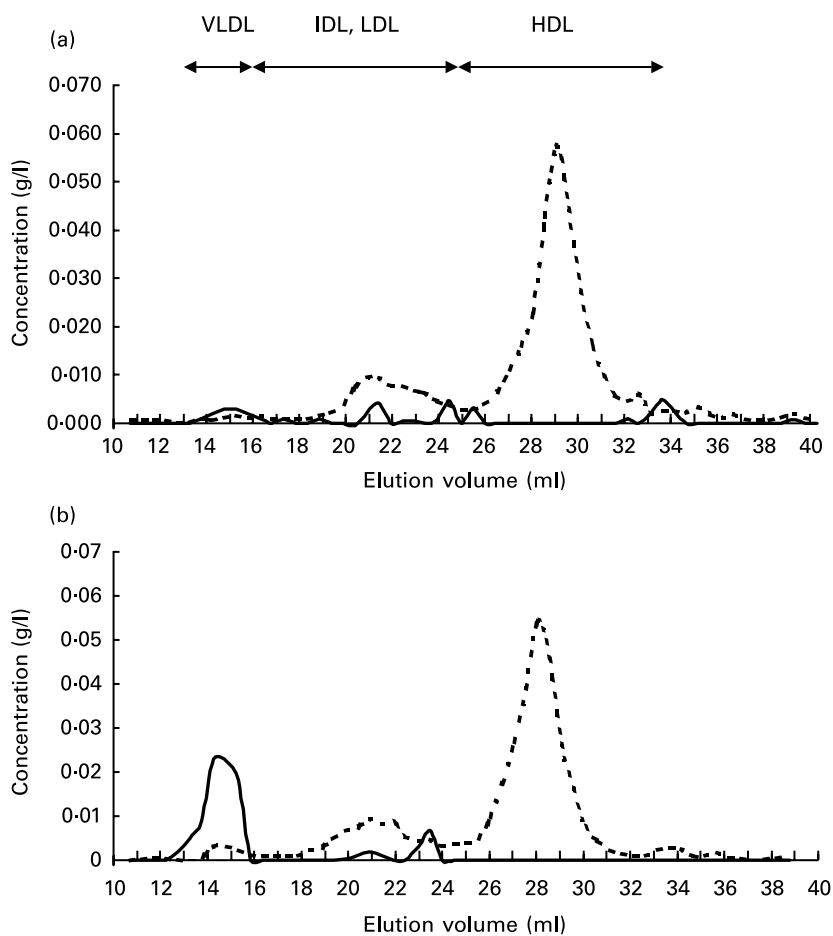 VLDL IDL, LDL HDL
(a)
0·070
0·060
0·050
0·040
0·030
0·020
0·010
0·000
Concentration (g/l)
10 12 14 16 18 20 22 24 26 28 30 32 34 36 38 40
Elution volume (ml)
(b)
0·07
0·06
0·05
0·04
0·03
0·02
0·01
0
Concentration (g/l)
10 12 14 16 18 20 22 24 26 28 30 32 34 36 38 40
Elution volume (ml)